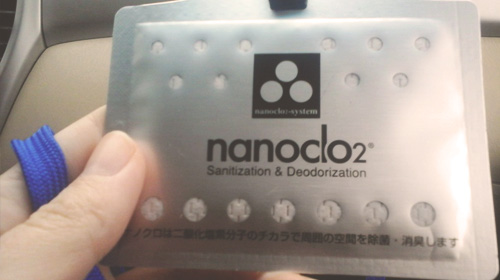 nanoclo2-system
nanoclo2®
Sanitization & Deodorization
ノクロは二酸化塩素分子のチカラで周囲の空間を除菌・消臭します